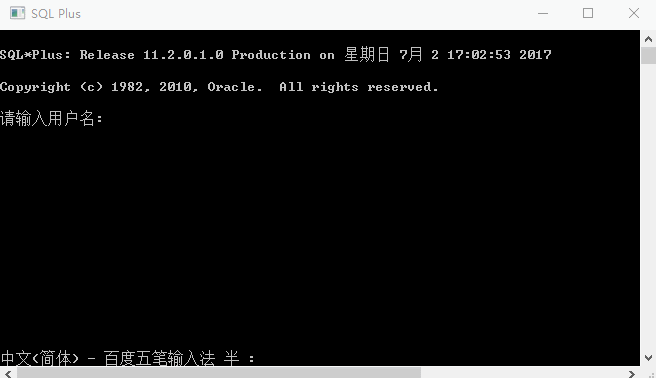 SQL Plus
SQL*Plus: Release 11.2.0.1.0 Production on 星期日 7月 2 17:02:53 2017
Copyright (c) 1982, 2010, Oracle.  All rights reserved.
请输入用户名:
中文(简体) - 百度五笔输入法 半 :